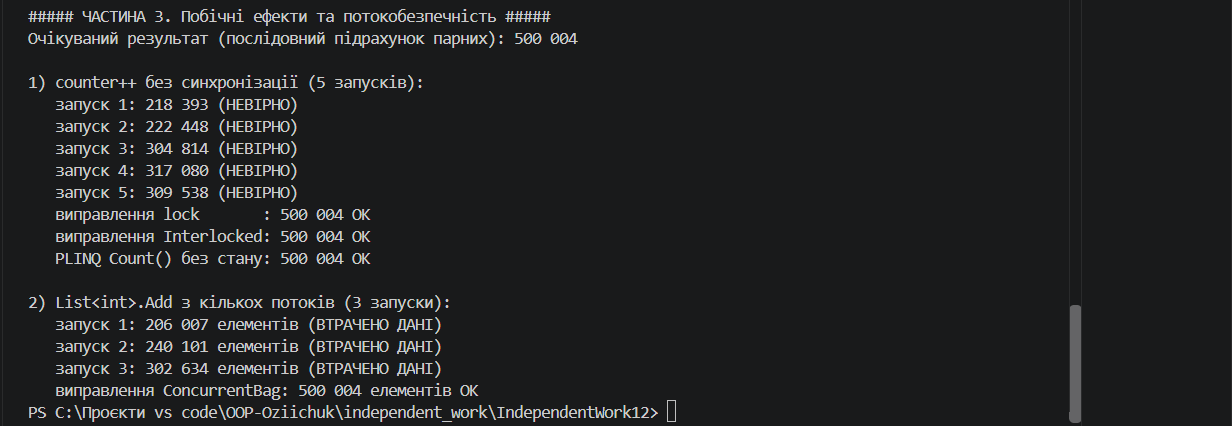 ##### ЧАСТИНА 3. Побічні ефекти та потокобезпечність #####
Очікуваний результат (послідовний підрахунок парних): 500 004
1) counter++ без синхронізації (5 запусків):
запуск 1: 218 393 (НЕВІРНО)
запуск 2: 222 448 (НЕВІРНО)
запуск 3: 304 814 (НЕВІРНО)
запуск 4: 317 080 (НЕВІРНО)
запуск 5: 309 538 (НЕВІРНО)
виправлення lock       : 500 004 OK
виправлення Interlocked: 500 004 OK
PLINQ Count() без стану: 500 004 OK
2) List<int>.Add з кількох потоків (3 запуски):
запуск 1: 206 007 елементів (ВТРАЧЕНО ДАНІ)
запуск 2: 240 101 елементів (ВТРАЧЕНО ДАНІ)
запуск 3: 302 634 елементів (ВТРАЧЕНО ДАНІ)
виправлення ConcurrentBag: 500 004 елементів OK
PS C:\Проєкти vs code\OOP-Oziichuk\independent_work\IndependentWork12>